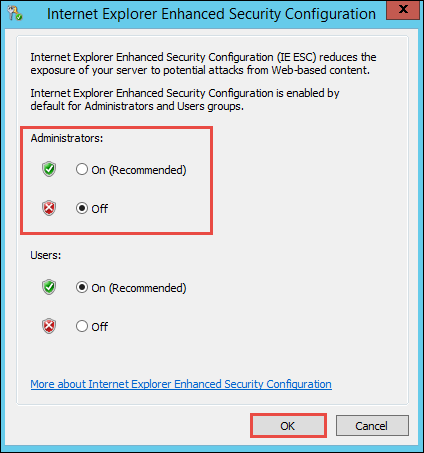 Internet Explorer Enhanced Security Configuration
Internet Explorer Enhanced Security Configuration (IE ESC) reduces the
exposure of your server to potential attacks from Web-based content.
Internet Explorer Enhanced Security Configuration is enabled by
default for Administrators and Users groups.
Administrators:
On (Recommended)
Off
Users:
On (Recommended)
Off
More about Internet Explorer Enhanced Security Configuration
OK Cancel